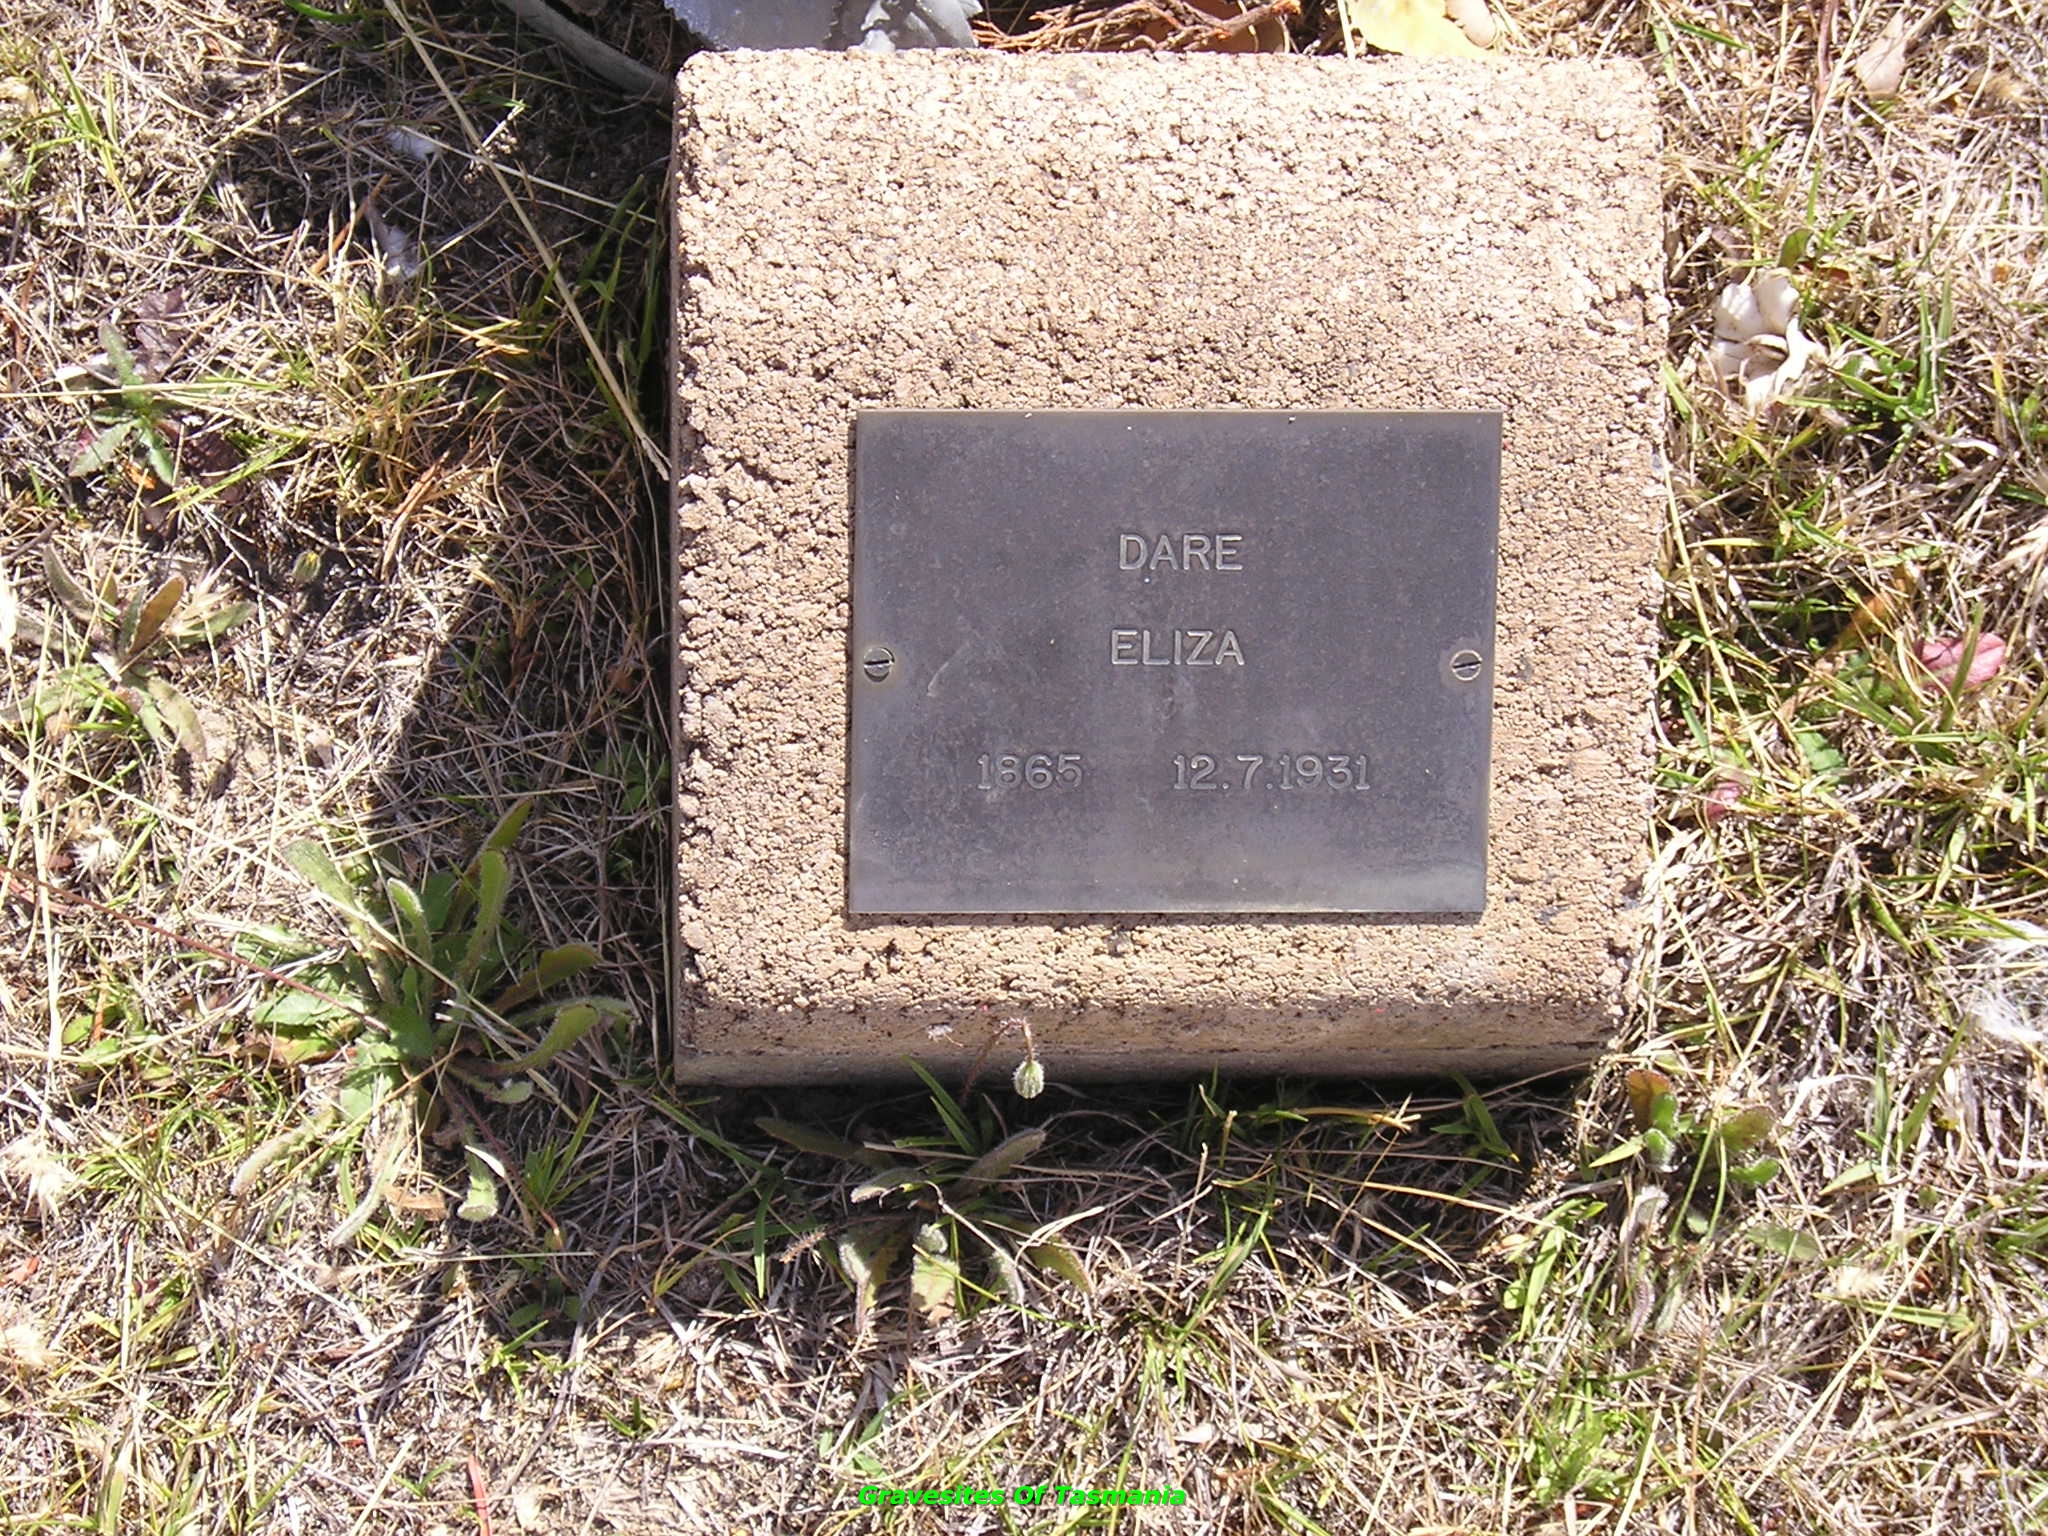 DARE
ELIZA
1865 12.7.1931
Gravesites Of Tasmania